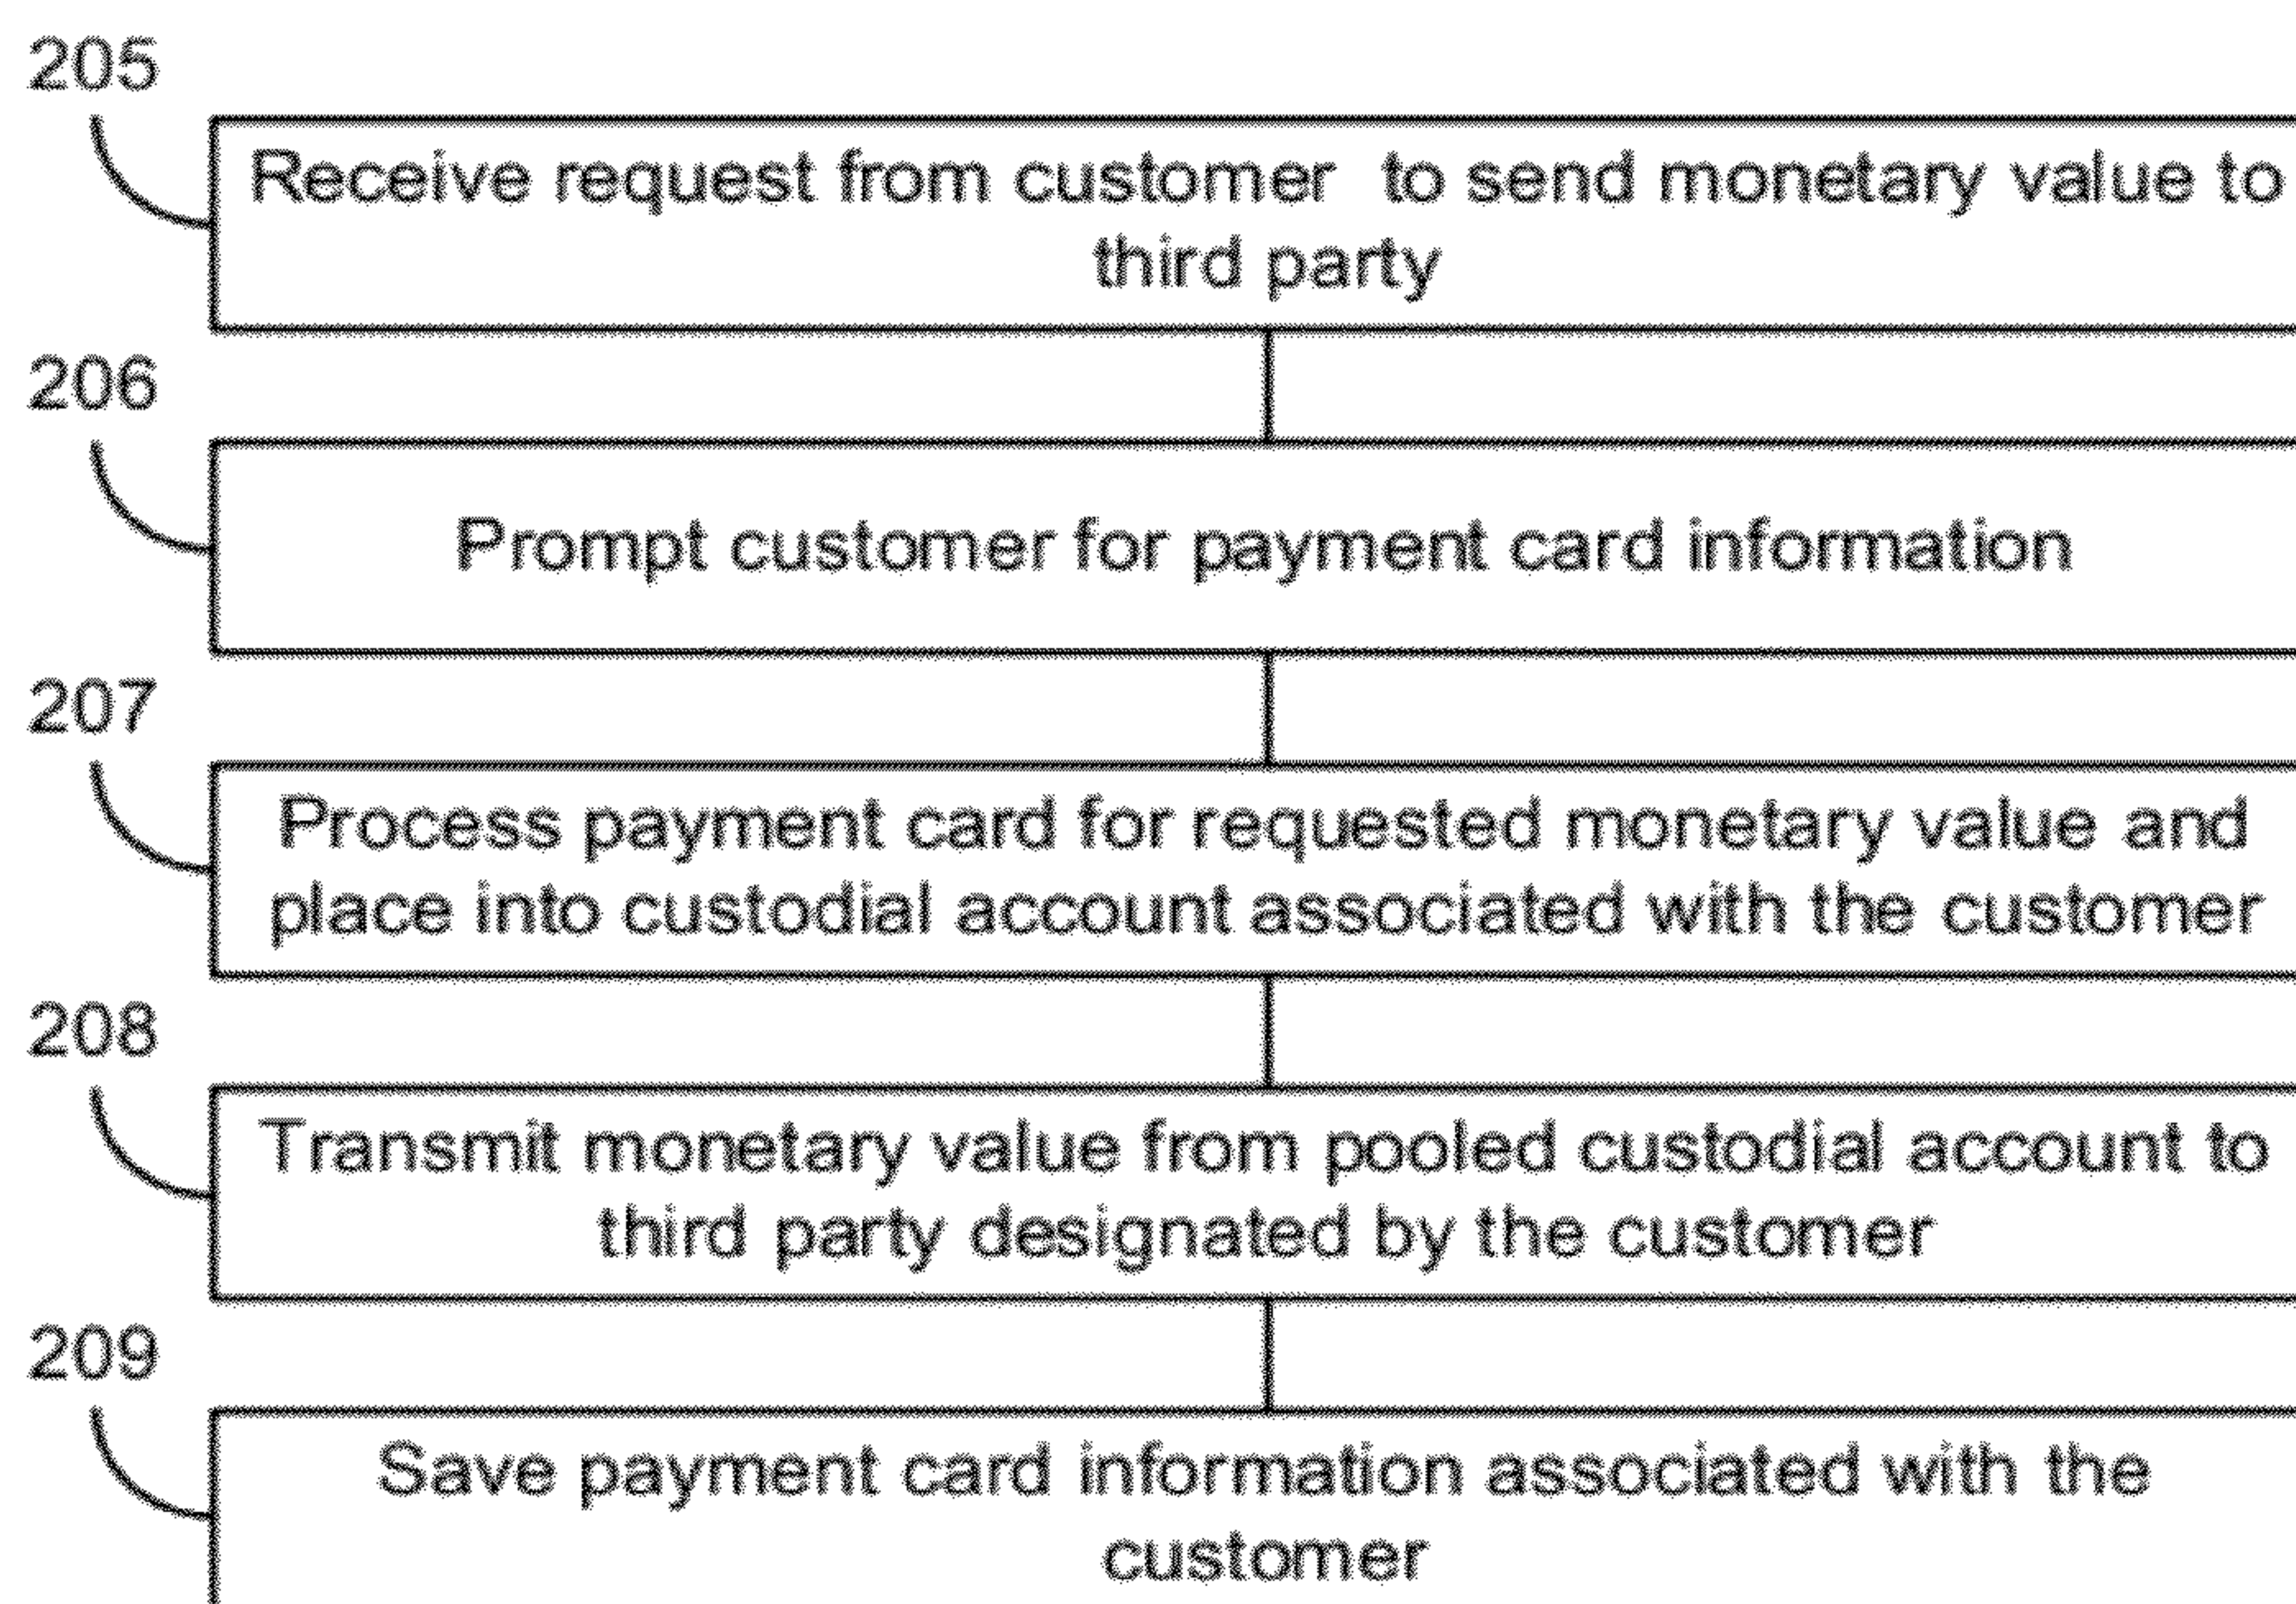 205
Receive request from customer to send monetary value to
third party
206
Prompt customer for payment card information
207
Process payment card for requested monetary value and
place into custodial account associated with the customer
208
Transmit monetary value from pooled custodial account to
third party designated by the customer
209
Save payment card information associated with the
customer